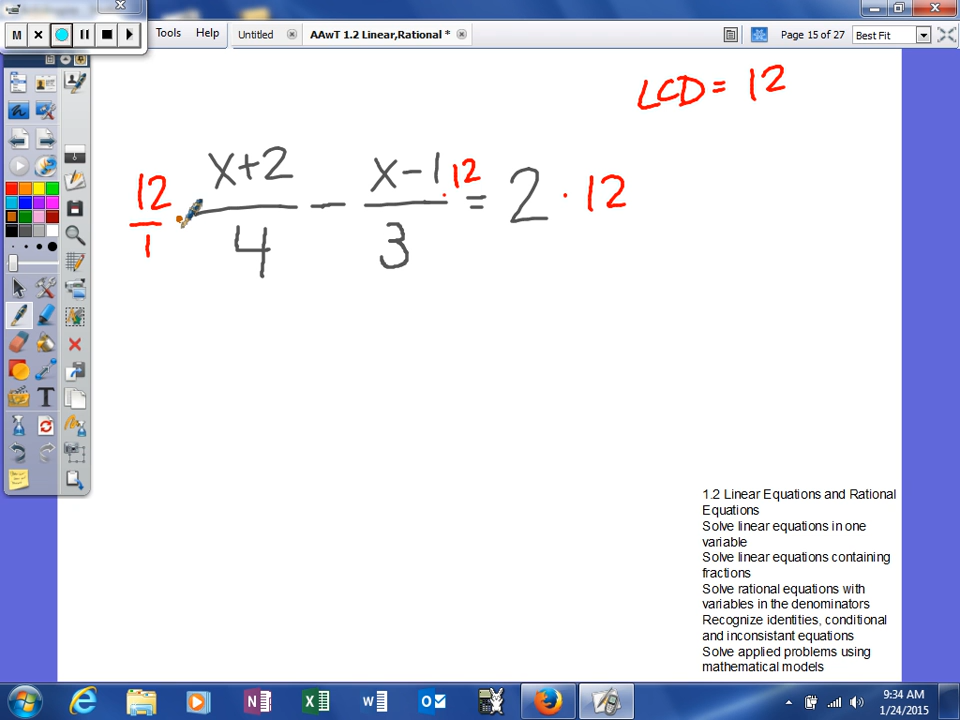 M
Tools Help Untitled AAwT 1.2 Linear,Rational * Page 15 of 27 Best Fit
LCD = 12
12/1 · x+2/4 − x−1/3 · 12 = 2 · 12
1.2 Linear Equations and Rational
Equations
Solve linear equations in one
variable
Solve linear equations containing
fractions
Solve rational equations with
variables in the denominators
Recognize identities, conditional
and inconsistant equations
Solve applied problems using
mathematical models
9:34 AM
1/24/2015